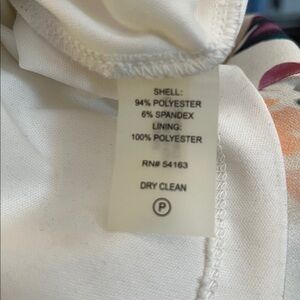 SHELL:
94% POLYESTER
6% SPANDEX
LINING:
100% POLYESTER
RN# 54163
DRY CLEAN
P